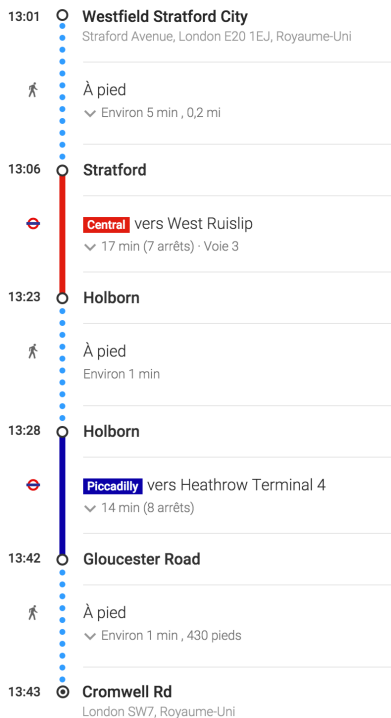 13:01 Westfield Stratford City
Straford Avenue, London E20 1EJ, Royaume-Uni
À pied
Environ 5 min , 0,2 mi
13:06 Stratford
Central vers West Ruislip
17 min (7 arrêts) · Voie 3
13:23 Holborn
À pied
Environ 1 min
13:28 Holborn
Piccadilly vers Heathrow Terminal 4
14 min (8 arrêts)
13:42 Gloucester Road
À pied
Environ 1 min , 430 pieds
13:43 Cromwell Rd
London SW7, Royaume-Uni